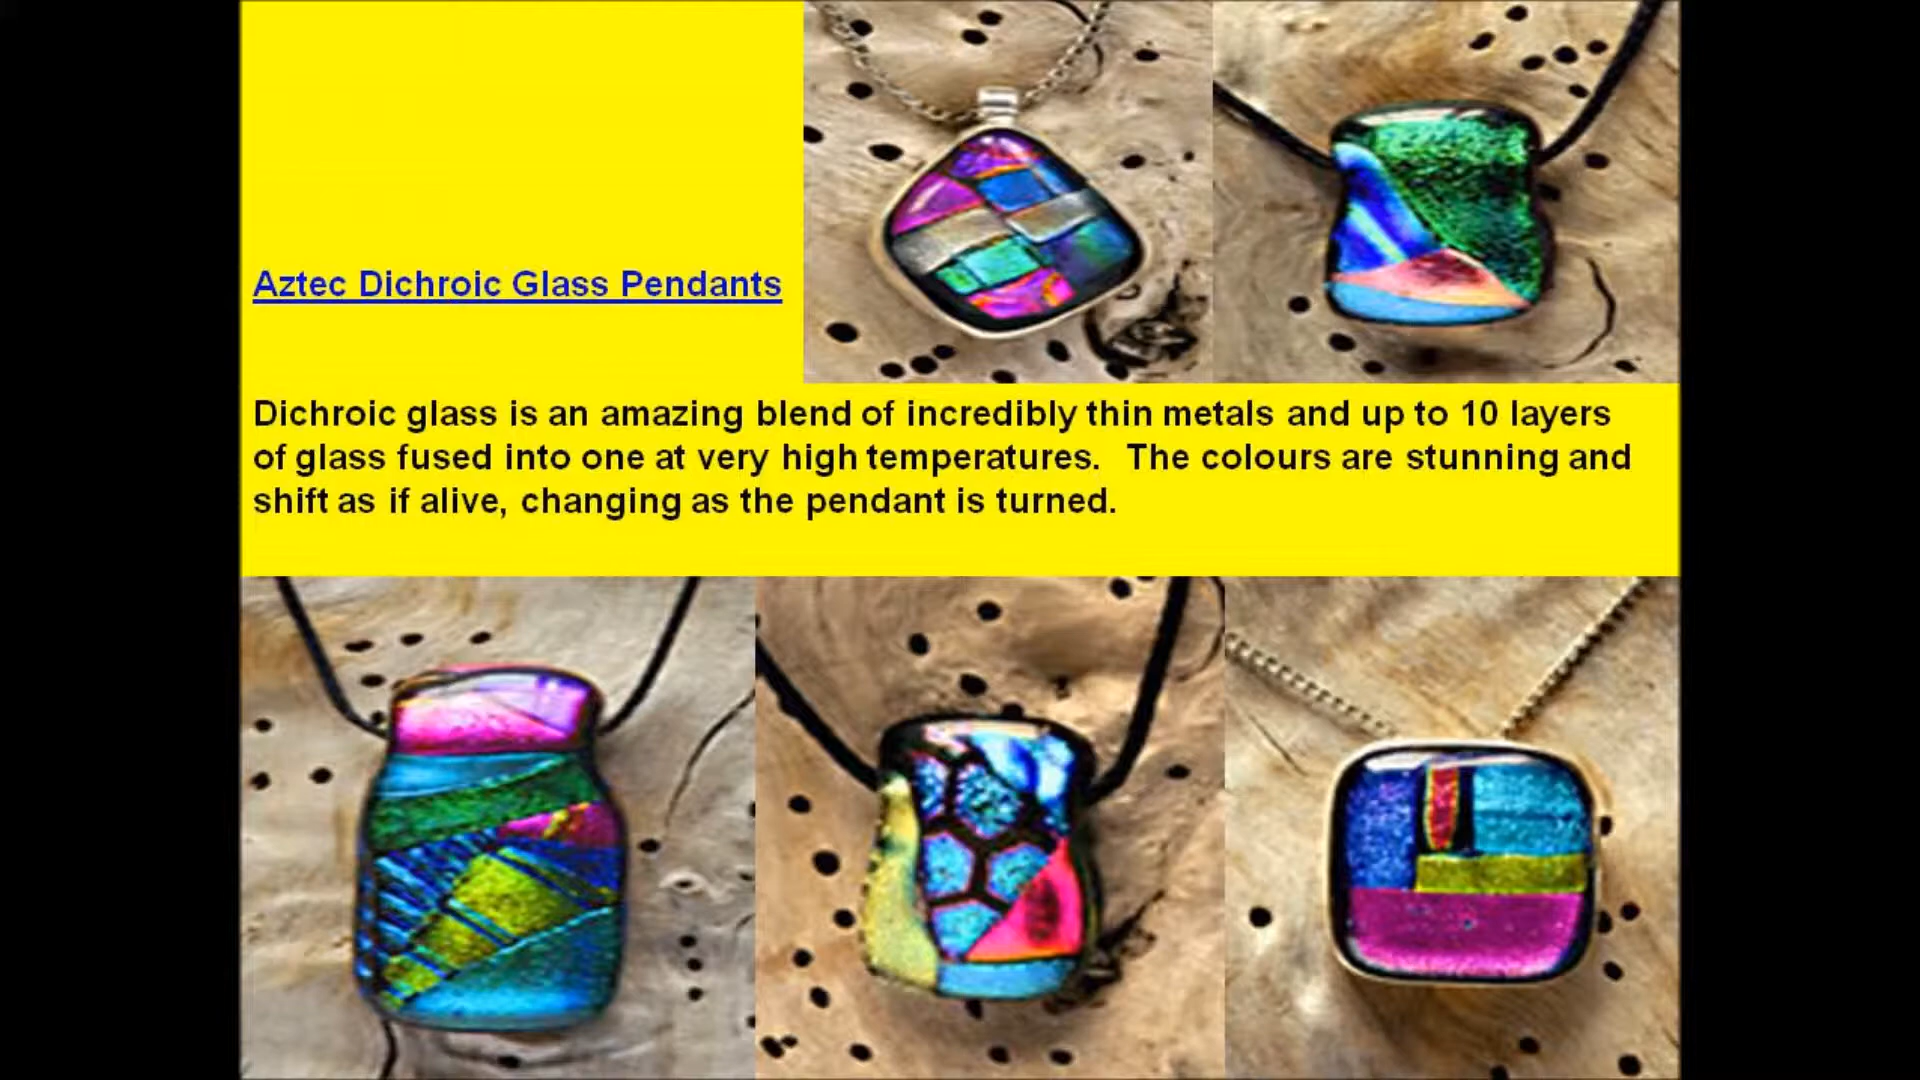 Aztec Dichroic Glass Pendants
Dichroic glass is an amazing blend of incredibly thin metals and up to 10 layers
of glass fused into one at very high temperatures. The colours are stunning and
shift as if alive, changing as the pendant is turned.